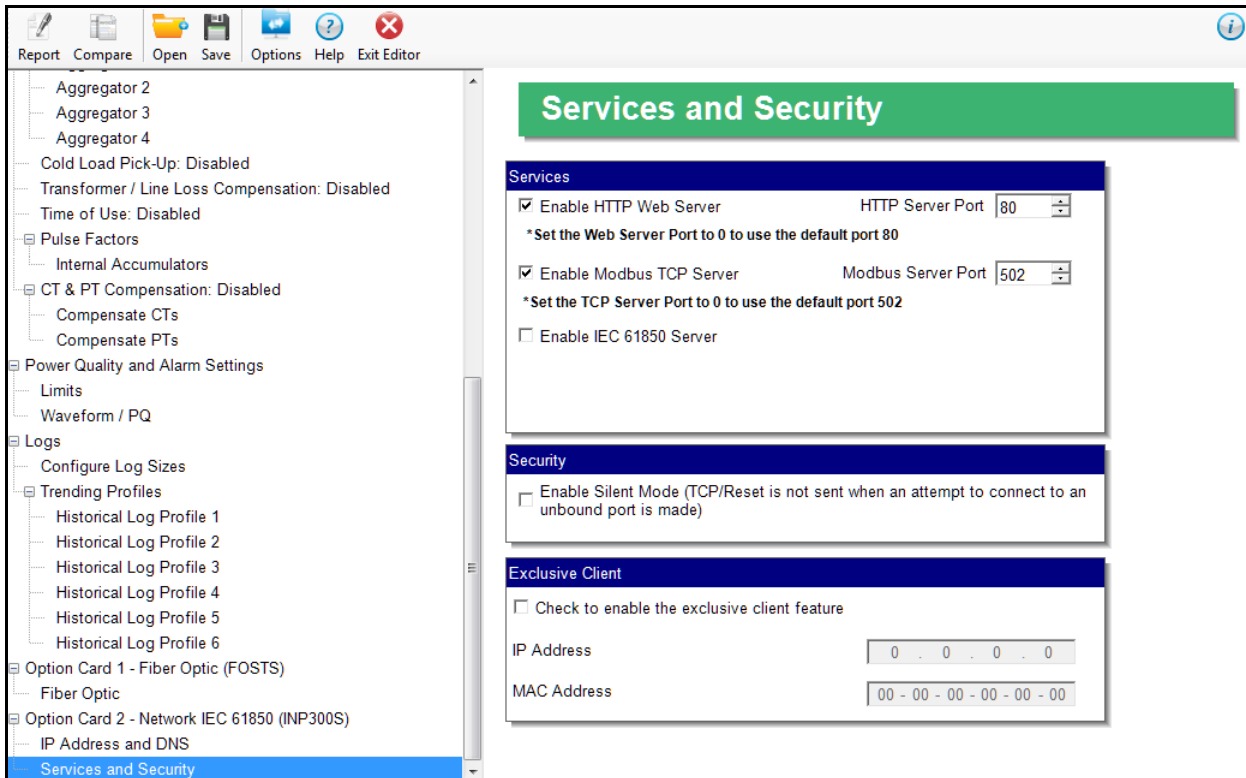 Report Compare Open Save Options Help Exit Editor
Aggregator 2
Aggregator 3
Aggregator 4
Cold Load Pick-Up: Disabled
Transformer / Line Loss Compensation: Disabled
Time of Use: Disabled
Pulse Factors
Internal Accumulators
CT & PT Compensation: Disabled
Compensate CTs
Compensate PTs
Power Quality and Alarm Settings
Limits
Waveform / PQ
Logs
Configure Log Sizes
Trending Profiles
Historical Log Profile 1
Historical Log Profile 2
Historical Log Profile 3
Historical Log Profile 4
Historical Log Profile 5
Historical Log Profile 6
Option Card 1 - Fiber Optic (FOSTS)
Fiber Optic
Option Card 2 - Network IEC 61850 (INP300S)
IP Address and DNS
Services and Security
Services and Security
Services
Enable HTTP Web Server HTTP Server Port 80
*Set the Web Server Port to 0 to use the default port 80
Enable Modbus TCP Server Modbus Server Port 502
*Set the TCP Server Port to 0 to use the default port 502
Enable IEC 61850 Server
Security
Enable Silent Mode (TCP/Reset is not sent when an attempt to connect to an
unbound port is made)
Exclusive Client
Check to enable the exclusive client feature
IP Address 0 . 0 . 0 . 0
MAC Address 00 - 00 - 00 - 00 - 00 - 00